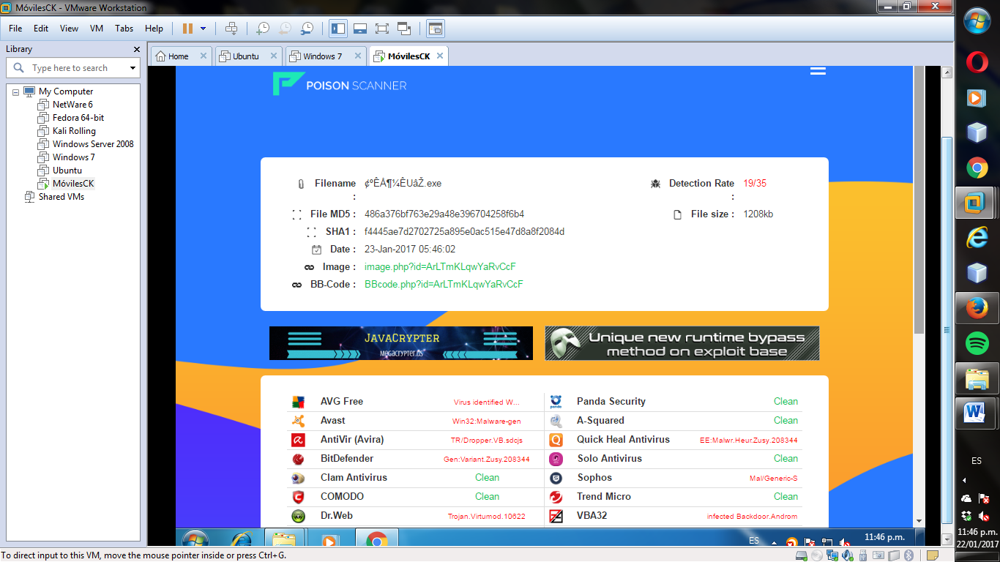 MóvilesCK - VMware Workstation
File Edit View VM Tabs Help
Library
Type here to search
My Computer
NetWare 6
Fedora 64-bit
Kali Rolling
Windows Server 2008
Windows 7
Ubuntu
MóvilesCK
Shared VMs
Home Ubuntu Windows 7 MóvilesCK
POISON SCANNER
Filename : ¢ºÊÅ¶¼ÊUâŽ.exe
Detection Rate : 19/35
File MD5 : 486a376bf763e29a48e396704258f6b4
File size : 1208kb
SHA1 : f4445ae7d2702725a895e0ac515e47d8a8f2084d
Date : 23-Jan-2017 05:46:02
Image : image.php?id=ArLTmKLqwYaRvCcF
BB-Code : BBcode.php?id=ArLTmKLqwYaRvCcF
JavaCrypter
megacrypter.us
Unique new runtime bypass
method on exploit base
AVG Free Virus identified W...
Panda Security Clean
Avast Win32:Malware-gen
A-Squared Clean
AntiVir (Avira) TR/Dropper.VB.sdcjs
Quick Heal Antivirus EE:Malwr.Heur.Zusy.208344
BitDefender Gen:Variant.Zusy.208344
Solo Antivirus Clean
Clam Antivirus Clean
Sophos Mal/Generic-S
COMODO Clean
Trend Micro Clean
Dr.Web Trojan.Virtumod.10622
VBA32 infected Backdoor.Androm
ES 11:46 p.m.
To direct input to this VM, move the mouse pointer inside or press Ctrl+G.
ES
11:46 p.m.
22/01/2017